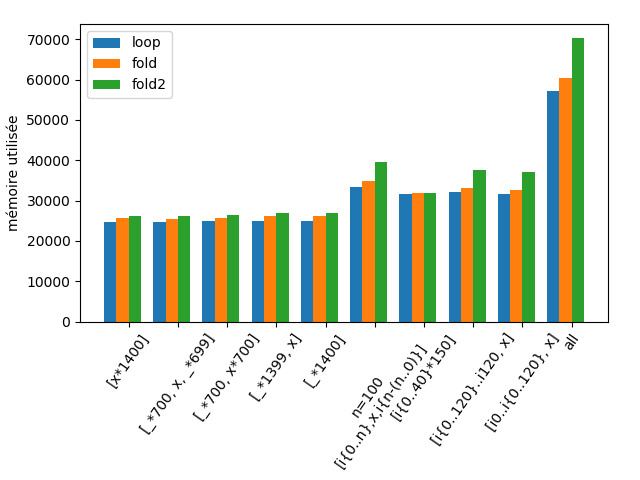 70000
60000
50000
40000
30000
20000
10000
0
mémoire utilisée
loop
fold
fold2
[x*1400]
[_*700, x, _*699]
[_*700, x*700]
[_*1399, x]
[_*1400]
n=100
[i{0..n},x,i{n-(n..0)}]
[i{0..40}*150]
[i{0..120}..i120, x]
[i0..i{0..120}, x]
all